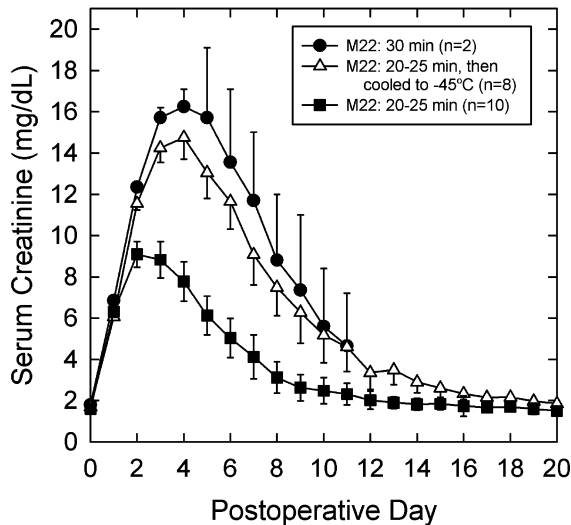 20
18
16
14
12
10
8
6
4
2
0
Serum Creatinine (mg/dL)
M22: 30 min (n=2)
M22: 20-25 min, then
cooled to -45ºC (n=8)
M22: 20-25 min (n=10)
0 2 4 6 8 10 12 14 16 18 20
Postoperative Day